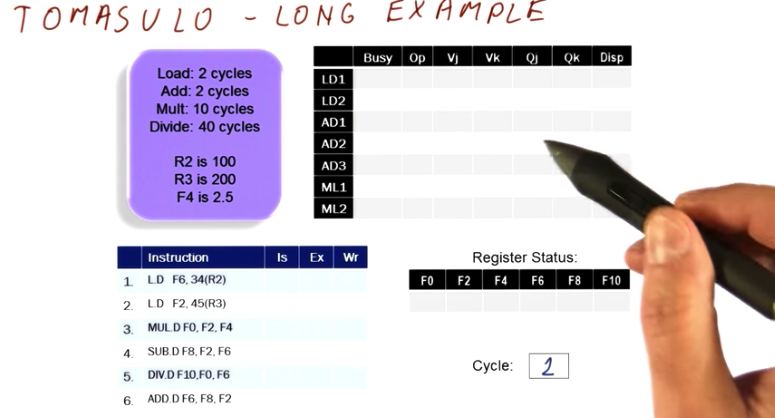 TOMASULO - LONG EXAMPLE
Load: 2 cycles
Add: 2 cycles
Mult: 10 cycles
Divide: 40 cycles
R2 is 100
R3 is 200
F4 is 2.5
Busy Op Vj Vk Qj Qk Disp
LD1
LD2
AD1
AD2
AD3
ML1
ML2
Instruction Is Ex Wr
1. L.D F6, 34(R2)
2. L.D F2, 45(R3)
3. MUL.D F0, F2, F4
4. SUB.D F8, F2, F6
5. DIV.D F10,F0, F6
6. ADD.D F6, F8, F2
Register Status:
F0 F2 F4 F6 F8 F10
Cycle: 2